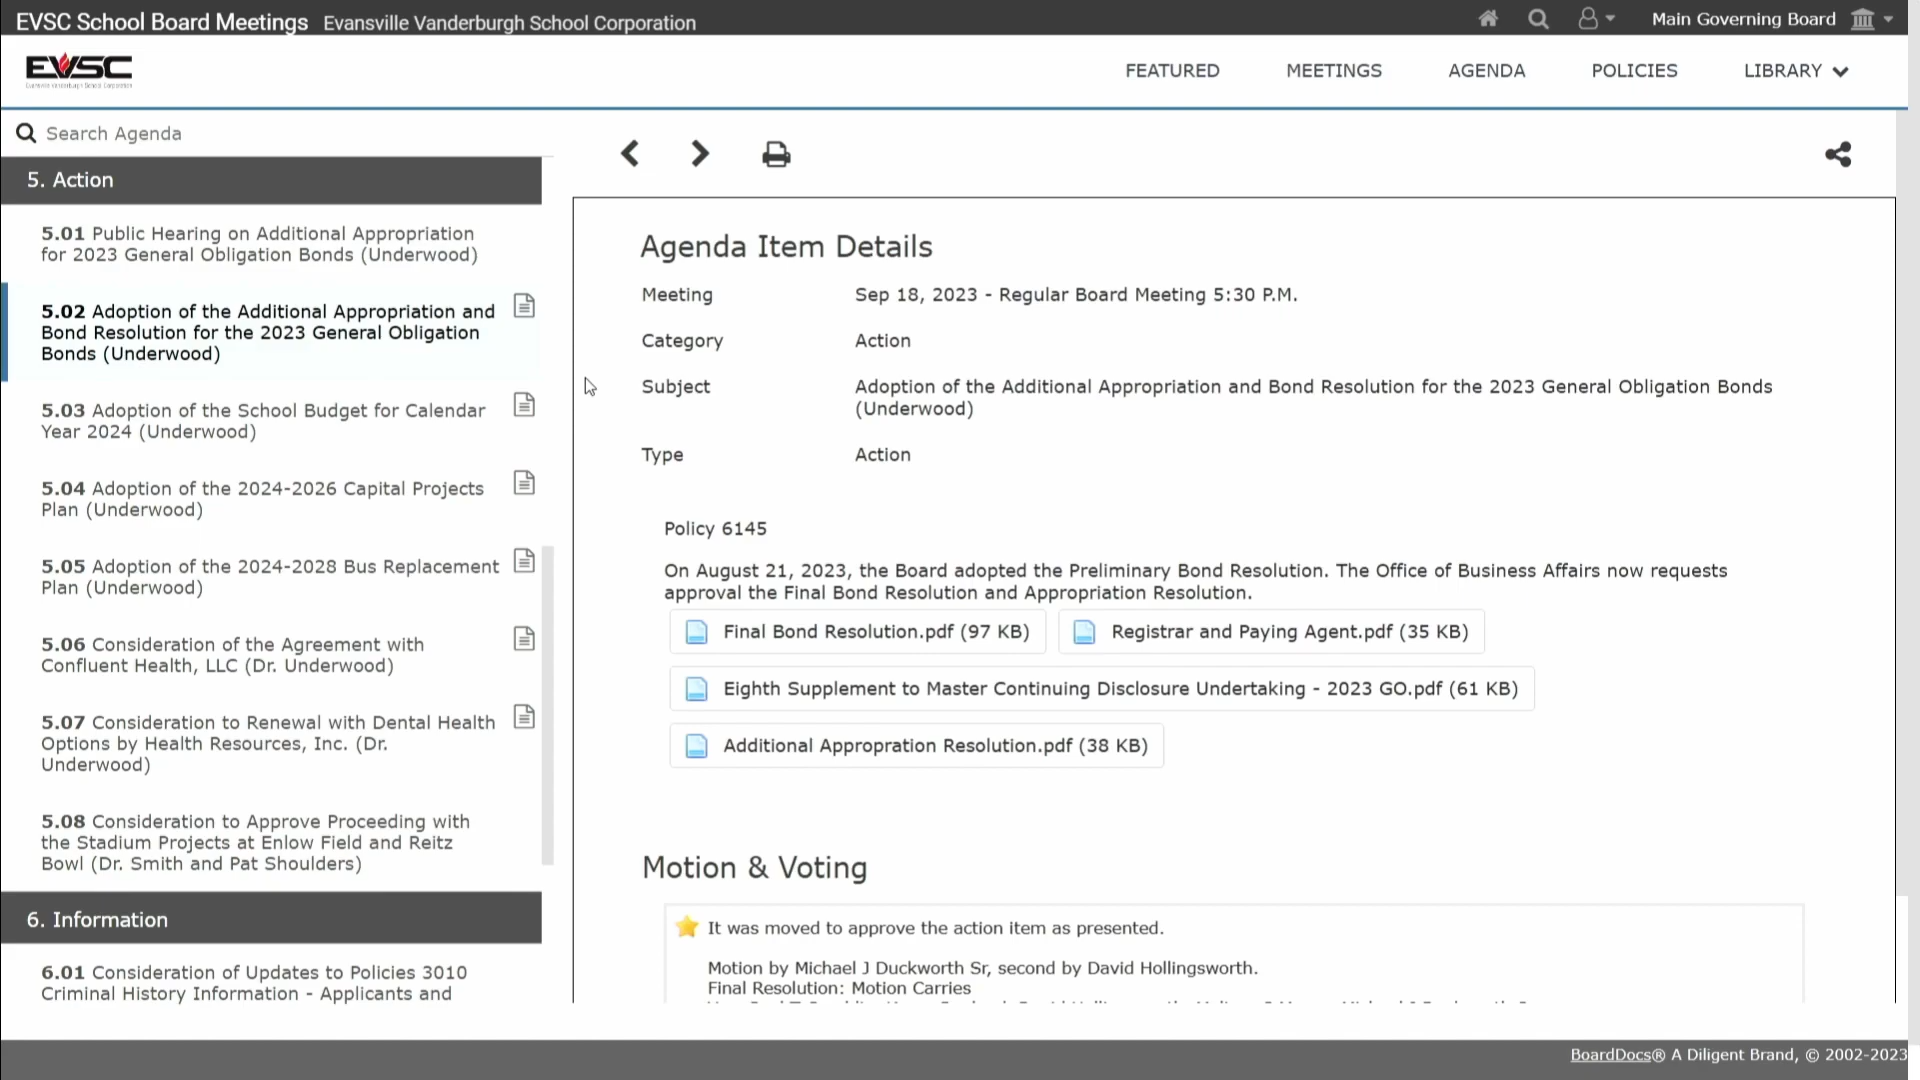 EVSC School Board Meetings Evansville Vanderburgh School Corporation
Main Governing Board
EVSC
FEATURED MEETINGS AGENDA POLICIES LIBRARY
Search Agenda
5. Action
5.01 Public Hearing on Additional Appropriation
for 2023 General Obligation Bonds (Underwood)
5.02 Adoption of the Additional Appropriation and
Bond Resolution for the 2023 General Obligation
Bonds (Underwood)
5.03 Adoption of the School Budget for Calendar
Year 2024 (Underwood)
5.04 Adoption of the 2024-2026 Capital Projects
Plan (Underwood)
5.05 Adoption of the 2024-2028 Bus Replacement
Plan (Underwood)
5.06 Consideration of the Agreement with
Confluent Health, LLC (Dr. Underwood)
5.07 Consideration to Renewal with Dental Health
Options by Health Resources, Inc. (Dr.
Underwood)
5.08 Consideration to Approve Proceeding with
the Stadium Projects at Enlow Field and Reitz
Bowl (Dr. Smith and Pat Shoulders)
6. Information
6.01 Consideration of Updates to Policies 3010
Criminal History Information - Applicants and
Agenda Item Details
Meeting Sep 18, 2023 - Regular Board Meeting 5:30 P.M.
Category Action
Subject Adoption of the Additional Appropriation and Bond Resolution for the 2023 General Obligation Bonds
(Underwood)
Type Action
Policy 6145
On August 21, 2023, the Board adopted the Preliminary Bond Resolution. The Office of Business Affairs now requests
approval the Final Bond Resolution and Appropriation Resolution.
Final Bond Resolution.pdf (97 KB) Registrar and Paying Agent.pdf (35 KB)
Eighth Supplement to Master Continuing Disclosure Undertaking - 2023 GO.pdf (61 KB)
Additional Appropration Resolution.pdf (38 KB)
Motion & Voting
It was moved to approve the action item as presented.
Motion by Michael J Duckworth Sr, second by David Hollingsworth.
Final Resolution: Motion Carries
BoardDocs® A Diligent Brand, © 2002-2023